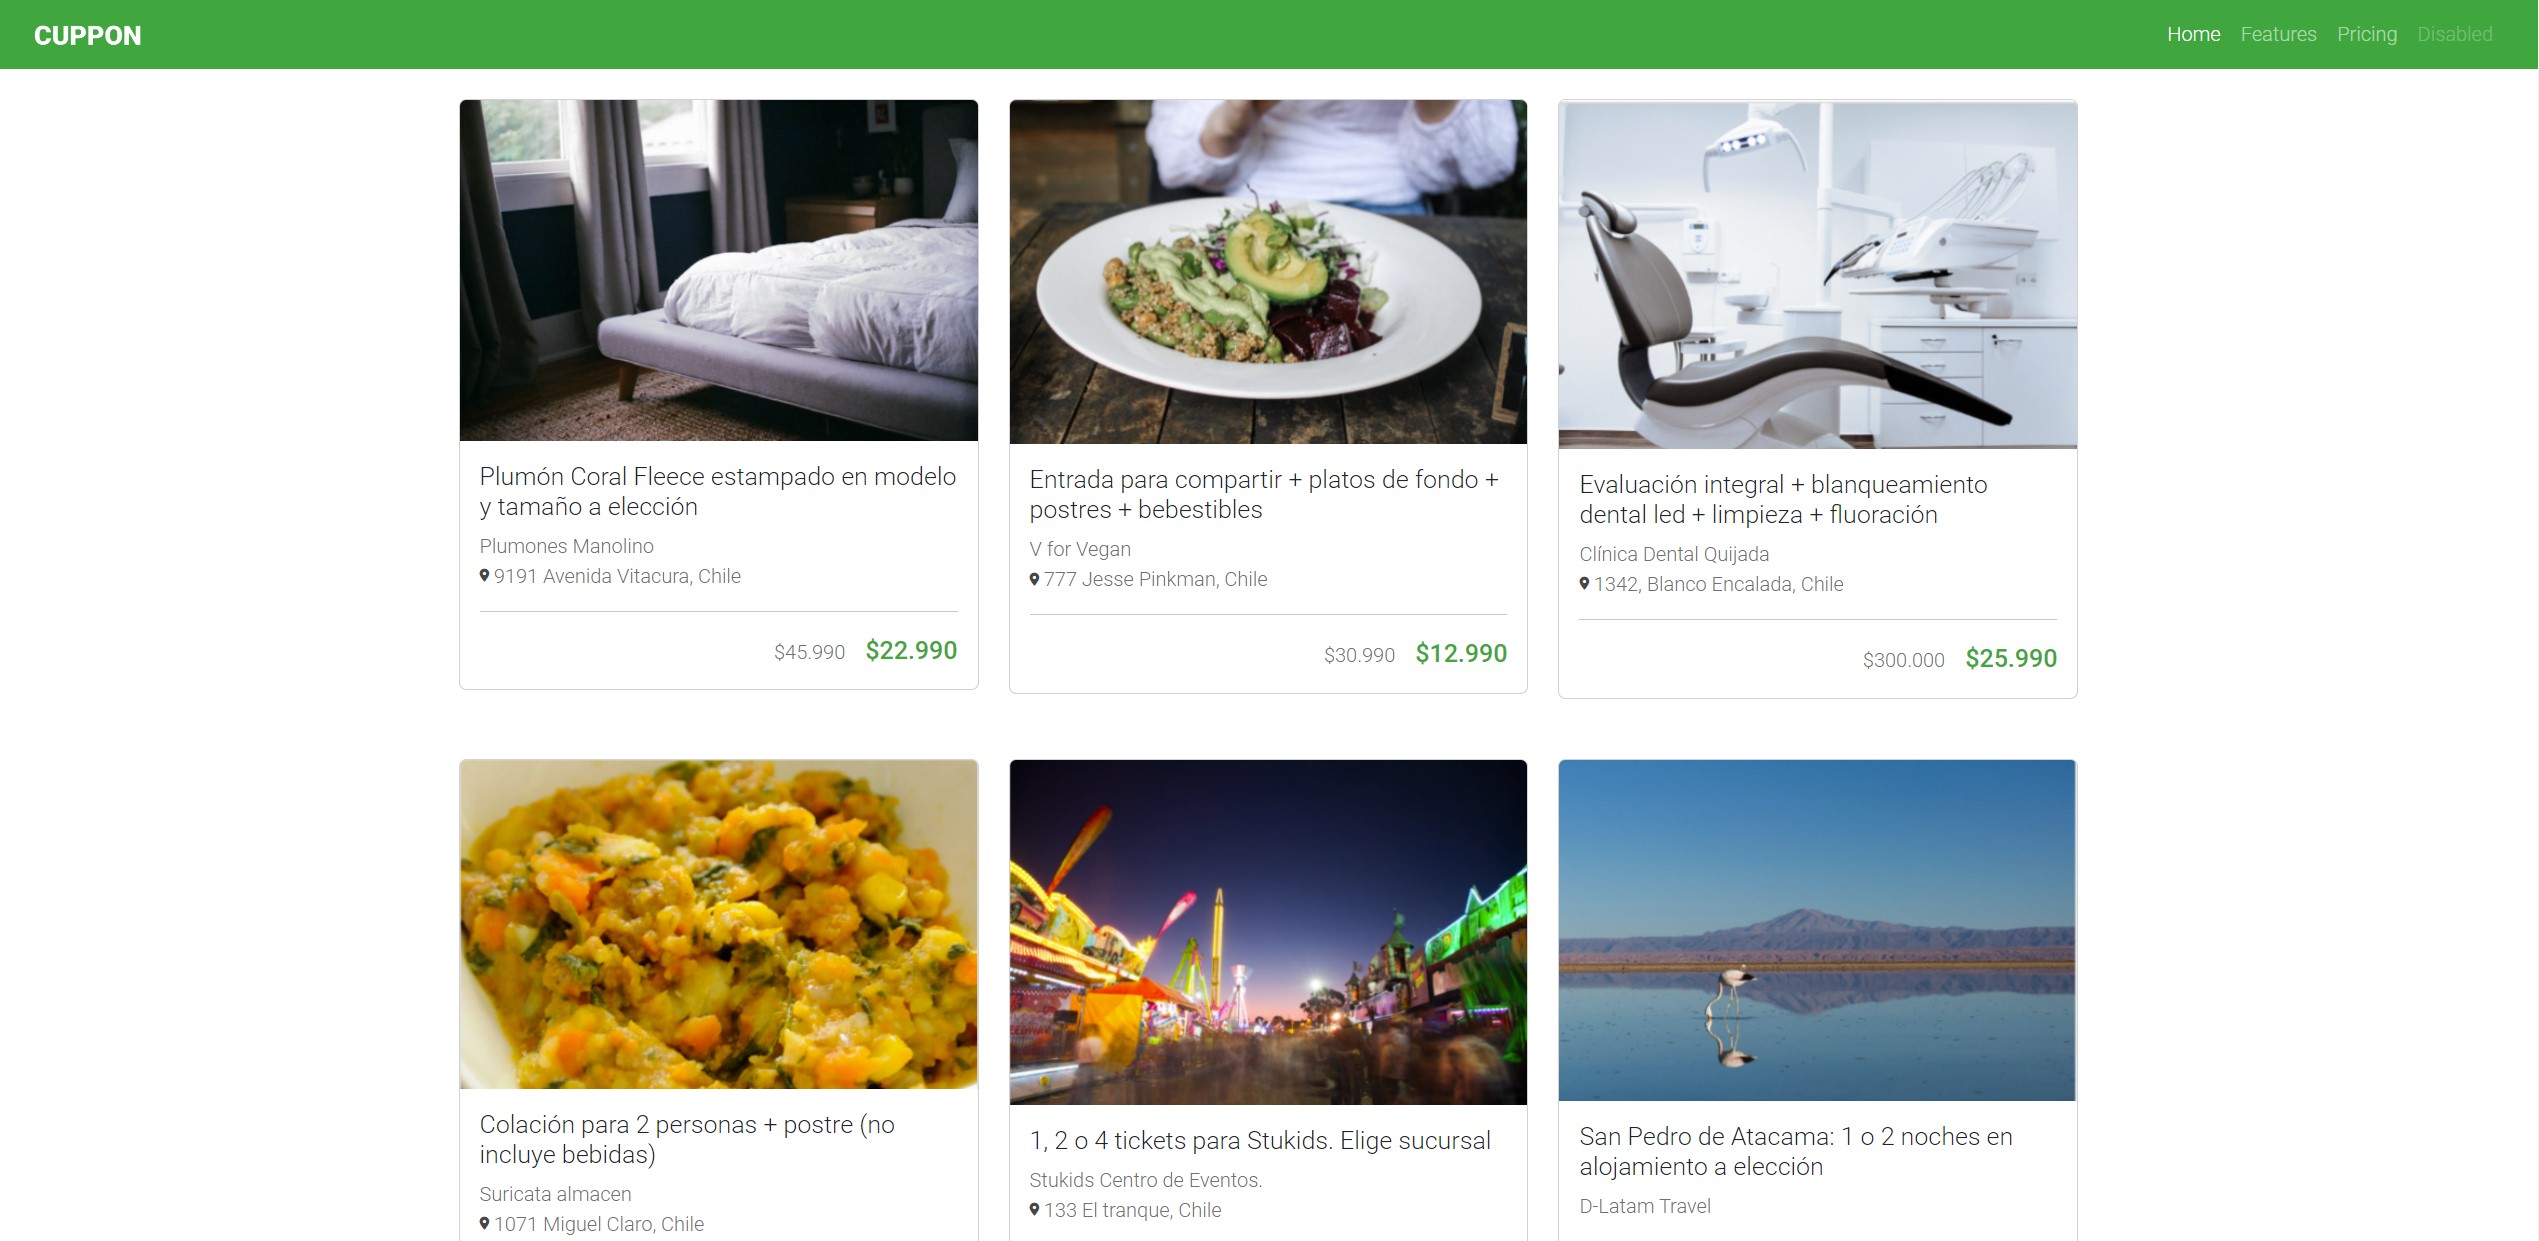 CUPPON
Home Features Pricing Disabled
Plumón Coral Fleece estampado en modelo
y tamaño a elección
Plumones Manolino
9191 Avenida Vitacura, Chile
$45.990 $22.990
Entrada para compartir + platos de fondo +
postres + bebestibles
V for Vegan
777 Jesse Pinkman, Chile
$30.990 $12.990
Evaluación integral + blanqueamiento
dental led + limpieza + fluoración
Clínica Dental Quijada
1342, Blanco Encalada, Chile
$300.000 $25.990
Colación para 2 personas + postre (no
incluye bebidas)
Suricata almacen
1071 Miguel Claro, Chile
1, 2 o 4 tickets para Stukids. Elige sucursal
Stukids Centro de Eventos.
133 El tranque, Chile
San Pedro de Atacama: 1 o 2 noches en
alojamiento a elección
D-Latam Travel